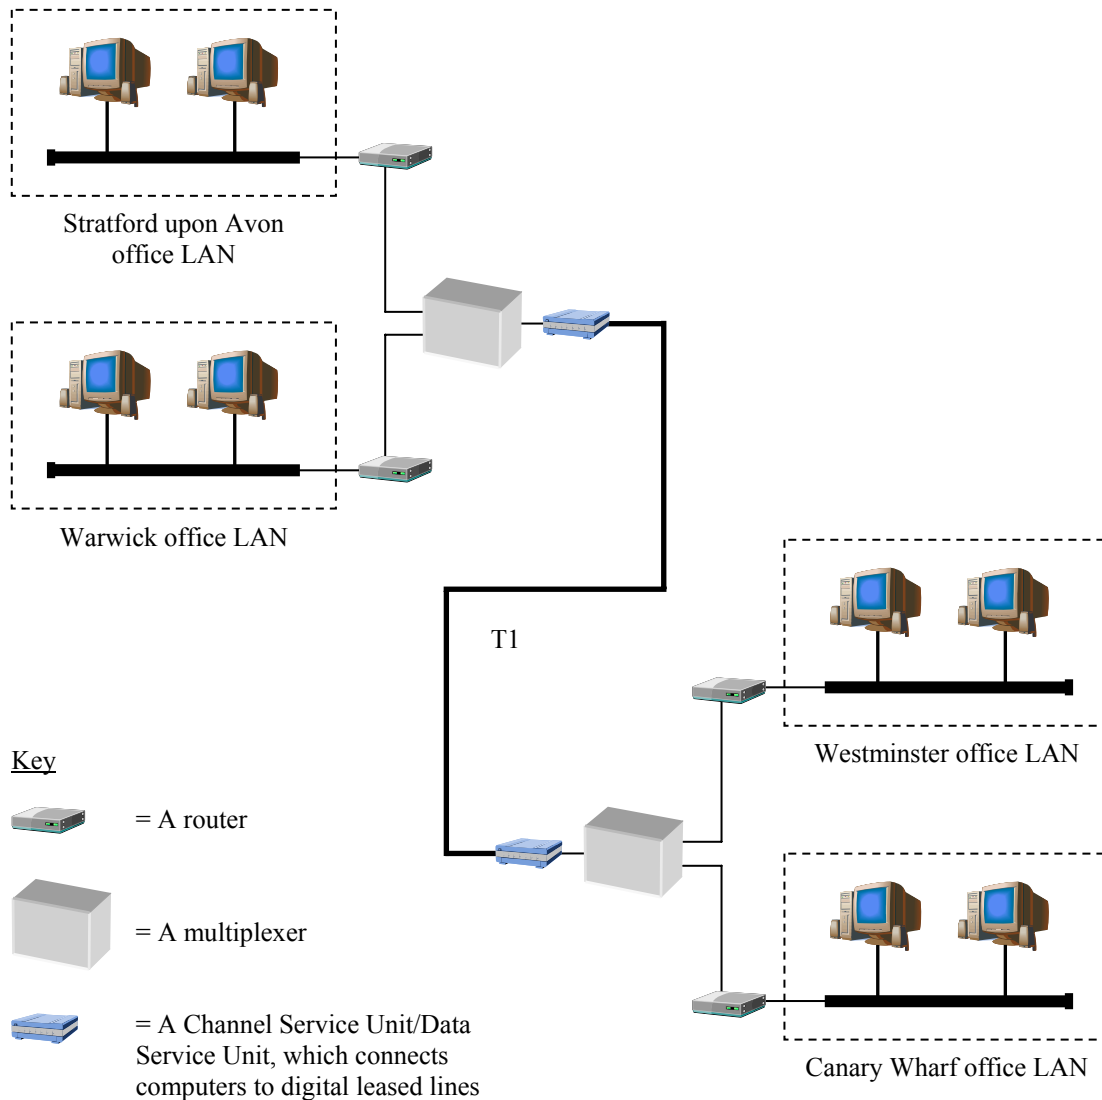 Stratford upon Avon
office LAN
Warwick office LAN
T1
Westminster office LAN
Key
= A router
= A multiplexer
= A Channel Service Unit/Data
Service Unit, which connects
computers to digital leased lines
Canary Wharf office LAN